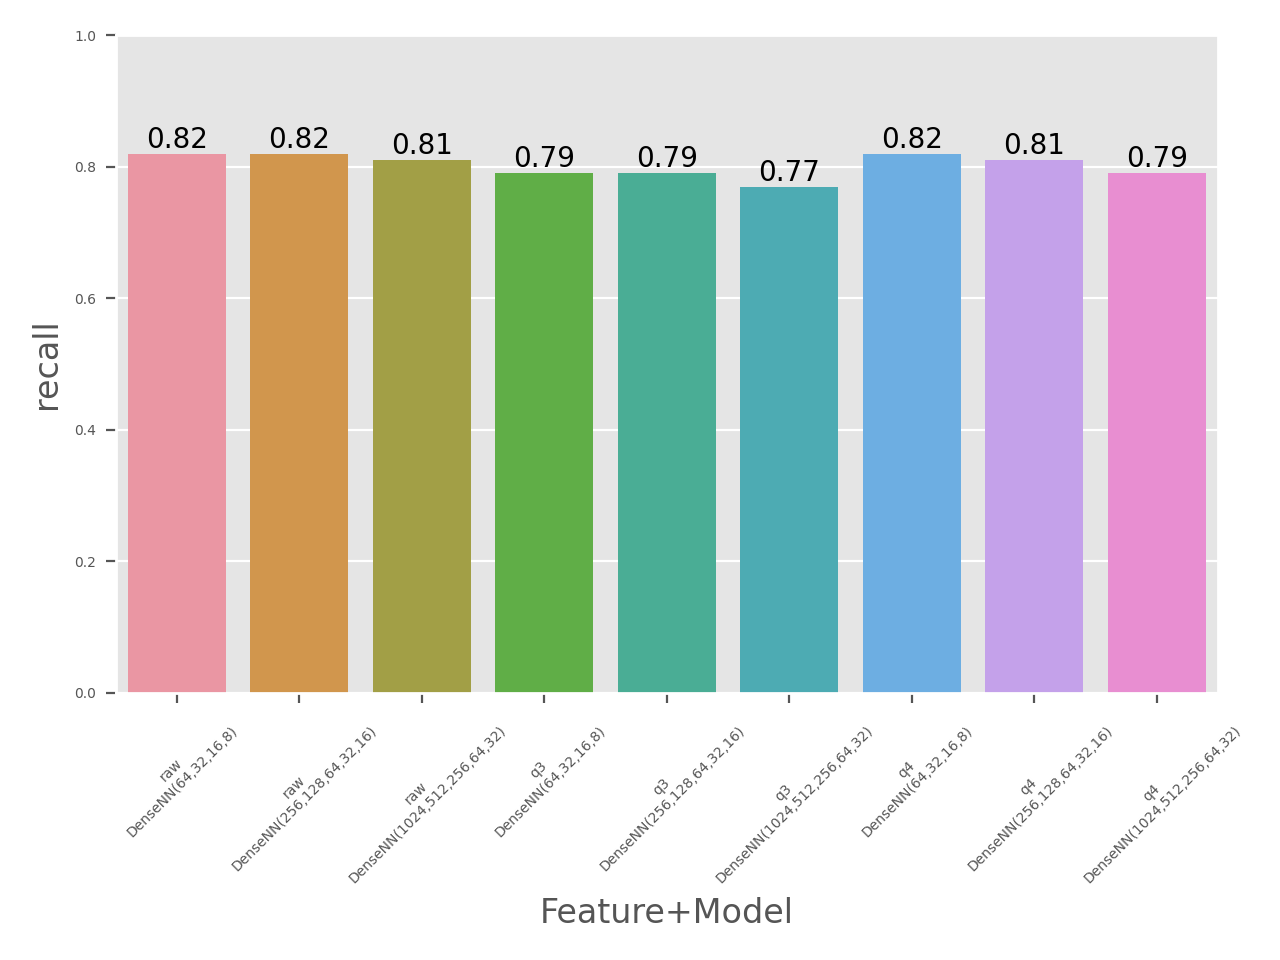 1.0
0.8
0.6
0.4
0.2
0.0
recall
0.82
0.82
0.81
0.79
0.79
0.77
0.82
0.81
0.79
raw
DenseNN(64,32,16,8)
raw
DenseNN(256,128,64,32,16)
raw
DenseNN(1024,512,256,64,32)
q3
DenseNN(64,32,16,8)
q3
DenseNN(256,128,64,32,16)
q3
DenseNN(1024,512,256,64,32)
q4
DenseNN(64,32,16,8)
q4
DenseNN(256,128,64,32,16)
q4
DenseNN(1024,512,256,64,32)
Feature+Model